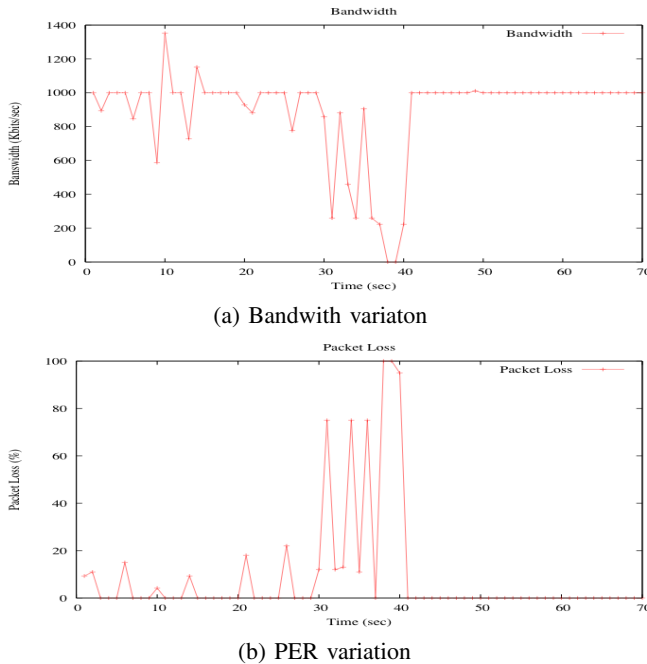 Bandwidth
1400
Bandwidth
1200
1000
800
600
400
200
0
Banswidth (Kbits/sec)
0 10 20 30 40 50 60 70
Time (sec)
(a) Bandwith variaton
Packet Loss
100
Packet Loss
80
60
40
20
0
Packet Loss (%)
0 10 20 30 40 50 60 70
Time (sec)
(b) PER variation